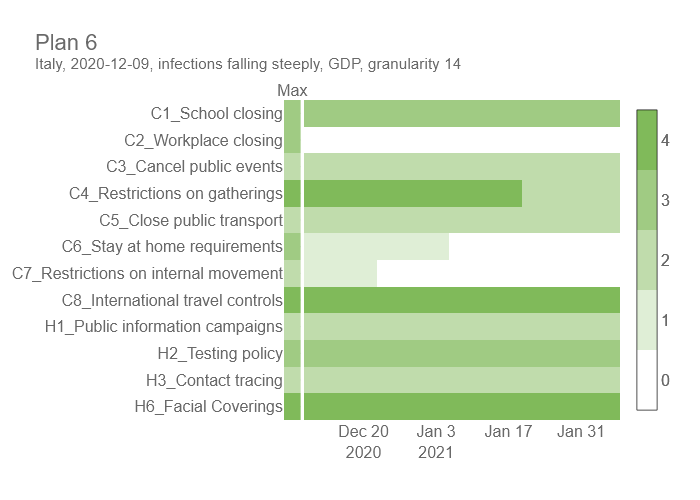 Plan 6
Italy, 2020-12-09, infections falling steeply, GDP, granularity 14
Max
C1_School closing
C2_Workplace closing
C3_Cancel public events
C4_Restrictions on gatherings
C5_Close public transport
C6_Stay at home requirements
C7_Restrictions on internal movement
C8_International travel controls
H1_Public information campaigns
H2_Testing policy
H3_Contact tracing
H6_Facial Coverings
Dec 20 Jan 3 Jan 17 Jan 31
2020 2021
4
3
2
1
0